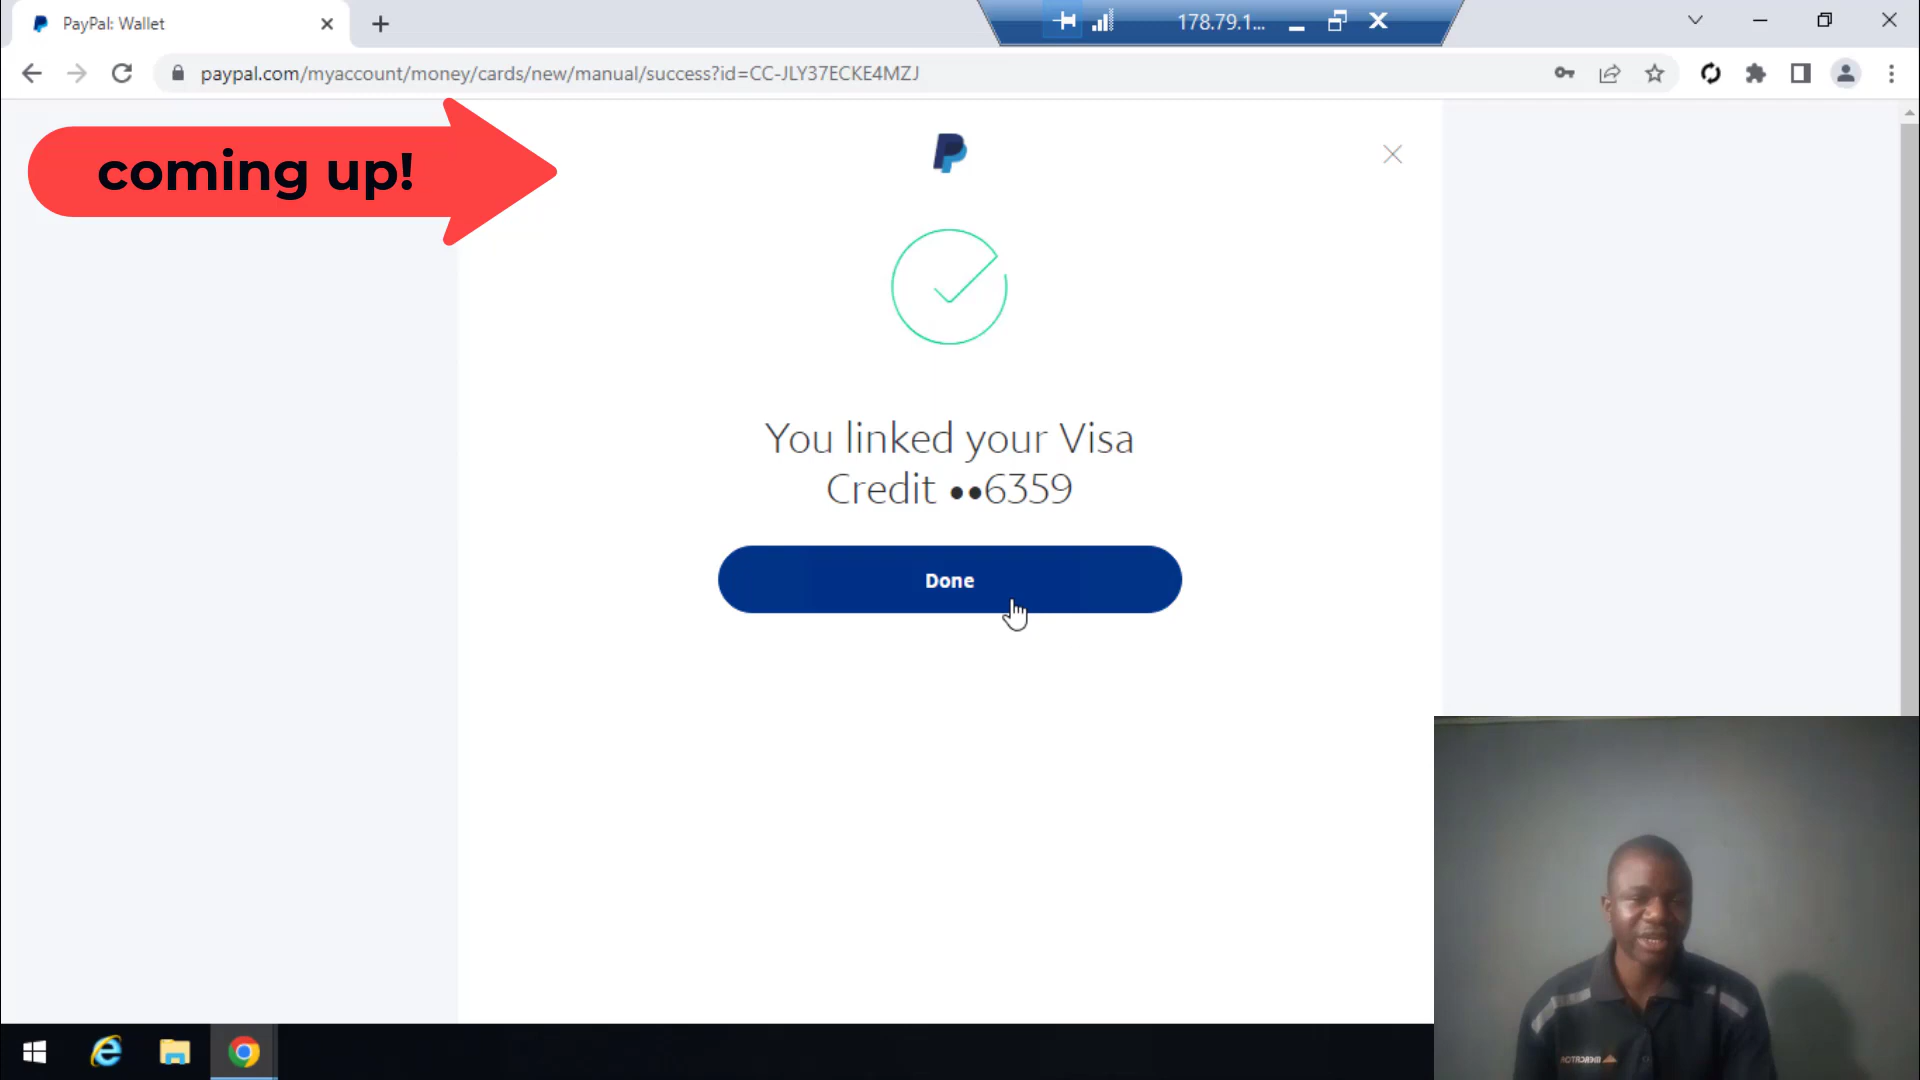 PayPal: Wallet
178.79.1...
paypal.com/myaccount/money/cards/new/manual/success?id=CC-JLY37ECKE4MZJ
coming up!
You linked your Visa
Credit ••6359
Done